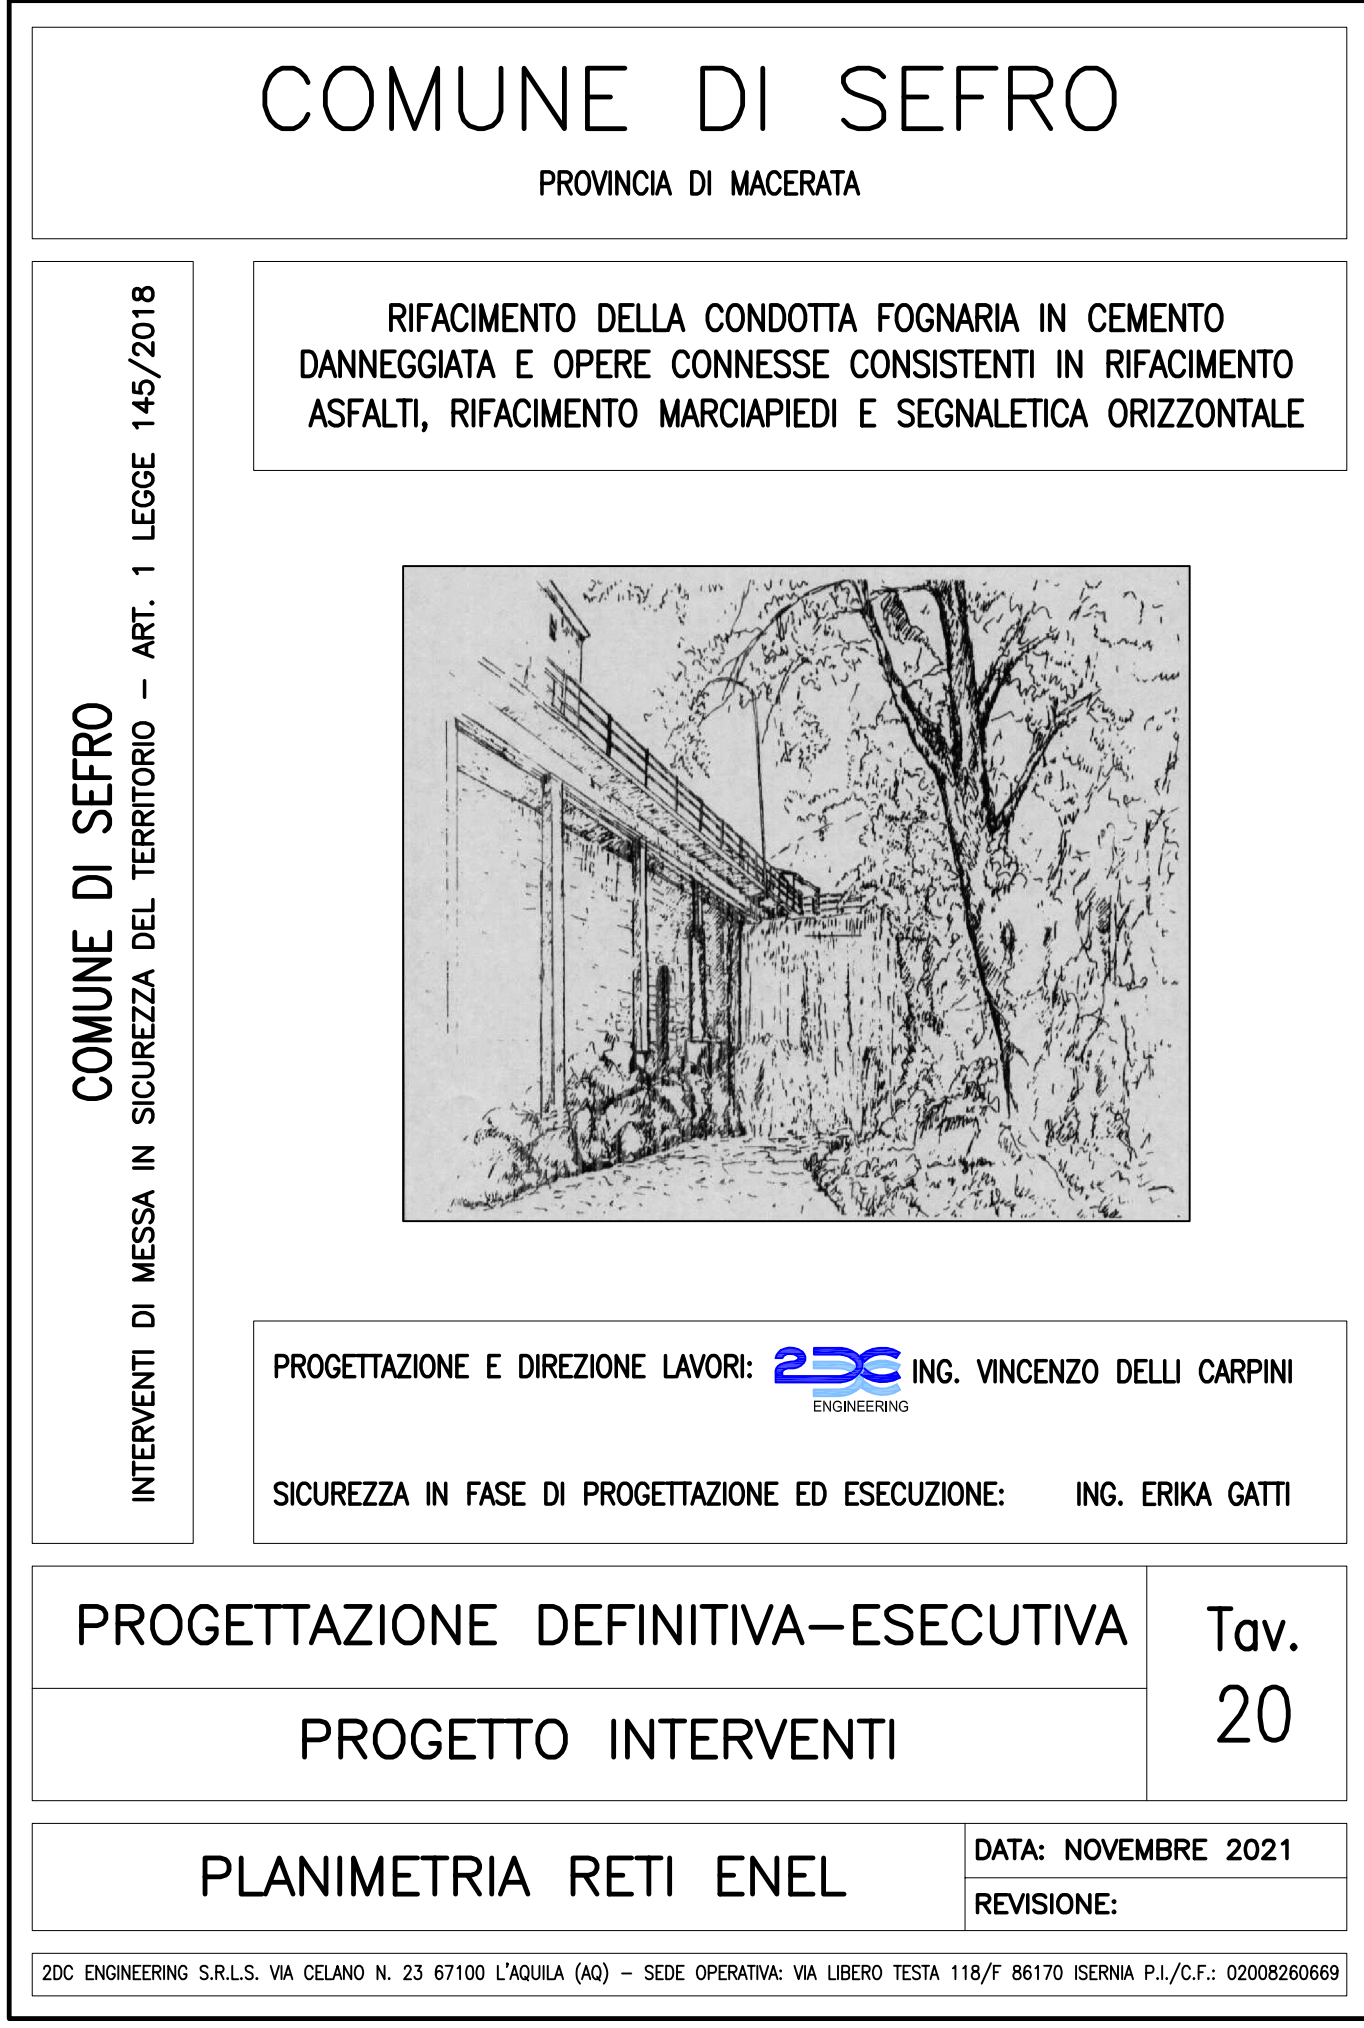 COMUNE DI SEFRO
PROVINCIA DI MACERATA
COMUNE DI SEFRO
INTERVENTI DI MESSA IN SICUREZZA DEL TERRITORIO - ART. 1 LEGGE 145/2018
RIFACIMENTO DELLA CONDOTTA FOGNARIA IN CEMENTO
DANNEGGIATA E OPERE CONNESSE CONSISTENTI IN RIFACIMENTO
ASFALTI, RIFACIMENTO MARCIAPIEDI E SEGNALETICA ORIZZONTALE
PROGETTAZIONE E DIREZIONE LAVORI: 2DC ENGINEERING ING. VINCENZO DELLI CARPINI
SICUREZZA IN FASE DI PROGETTAZIONE ED ESECUZIONE: ING. ERIKA GATTI
PROGETTAZIONE DEFINITIVA-ESECUTIVA
PROGETTO INTERVENTI
Tav.
20
PLANIMETRIA RETI ENEL
DATA: NOVEMBRE 2021
REVISIONE:
2DC ENGINEERING S.R.L.S. VIA CELANO N. 23 67100 L'AQUILA (AQ) - SEDE OPERATIVA: VIA LIBERO TESTA 118/F 86170 ISERNIA P.I./C.F.: 02008260669